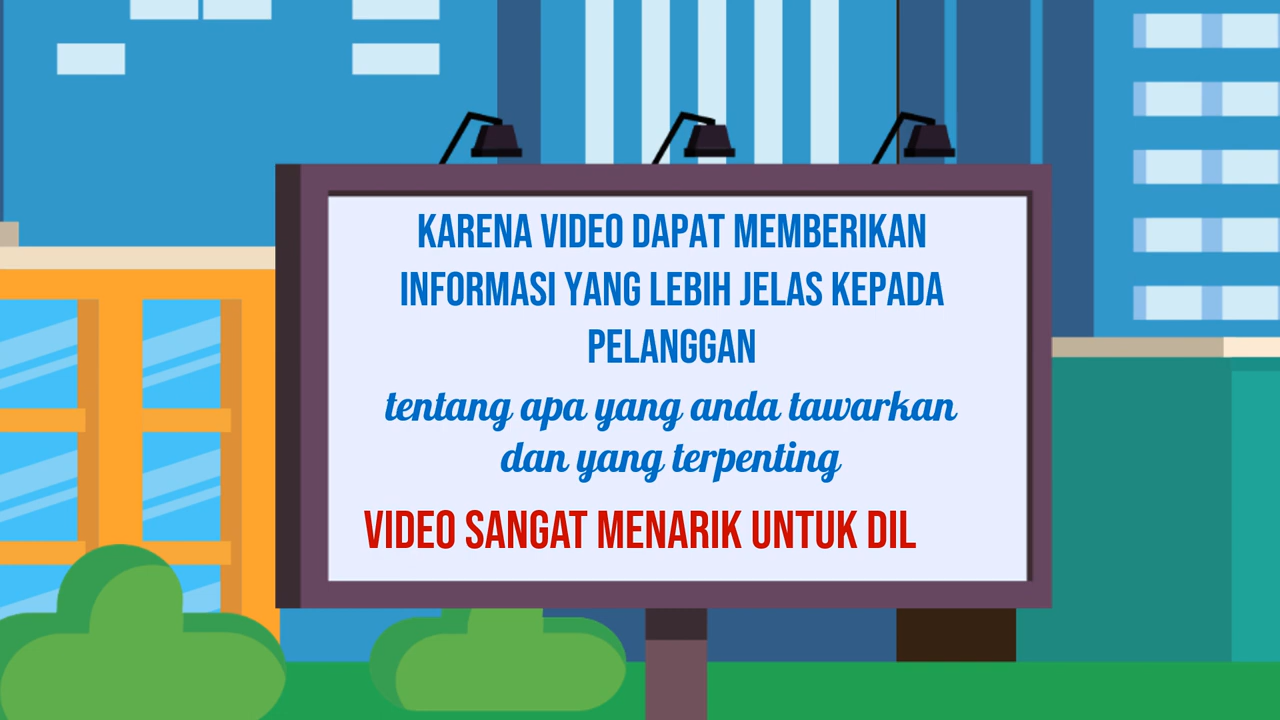 KARENA VIDEO DAPAT MEMBERIKAN
INFORMASI YANG LEBIH JELAS KEPADA
PELANGGAN
tentang apa yang anda tawarkan
dan yang terpenting
VIDEO SANGAT MENARIK UNTUK DIL